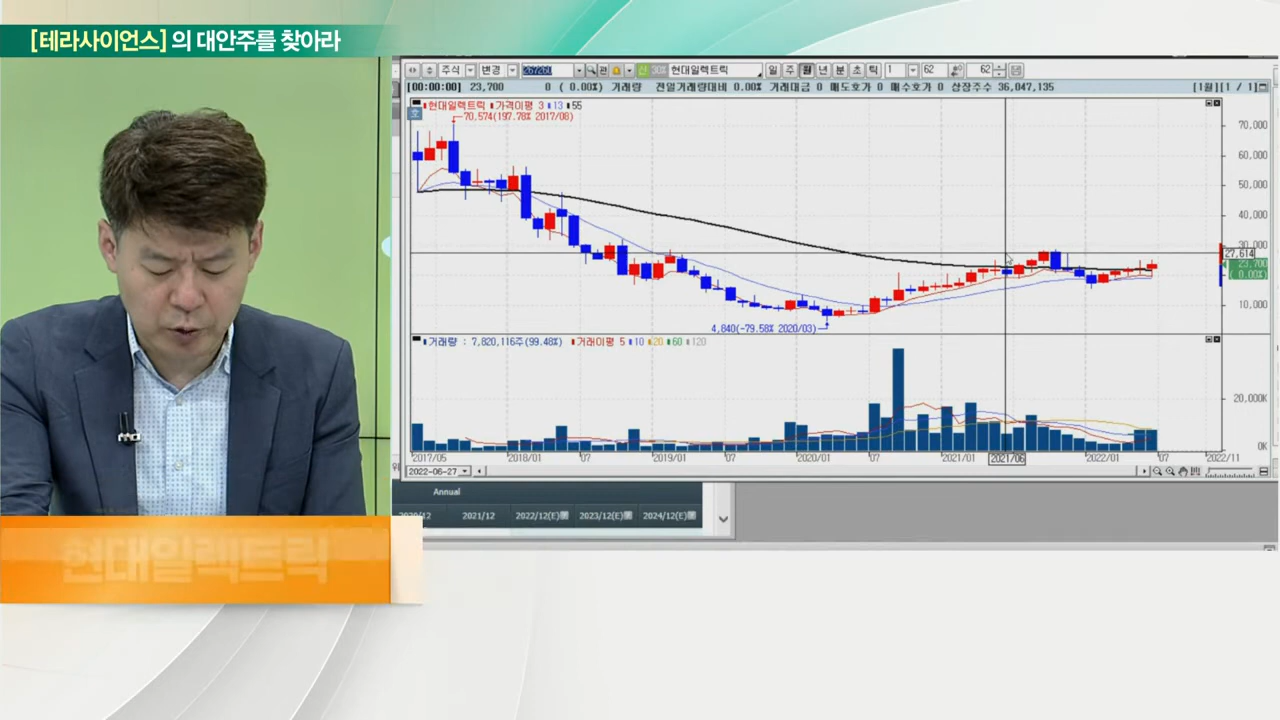 [테라사이언스] 의 대안주를 찾아라
주식 변경 267260 신 30% 현대일렉트릭 일 주 월 년 분 초 틱 1 62 62
[00:00:00] 23,700 0 ( 0.00%) 거래량 전일거래량대비 0.00% 거래대금 0 매도호가 0 매수호가 0 상장주수 36,047,135 [1월][1 / 1]
현대일렉트릭 가격이평 3 13 55
호
70,574(197.78% 2017/08)
70,000
60,000
50,000
40,000
30,000
27,614
23,700
( 0.00%)
10,000
4,840(-79.58% 2020/03)
거래량 : 7,820,116주(99.48%) 거래이평 5 10 20 60 120
20,000K
0K
2017/05 2018/01 07 2019/01 07 2020/01 07 2021/01 2021/06 2022/01 07 2022/11
2022-06-27
Annual
2020/12 2021/12 2022/12(E) 2023/12(E) 2024/12(E)
현대일렉트릭